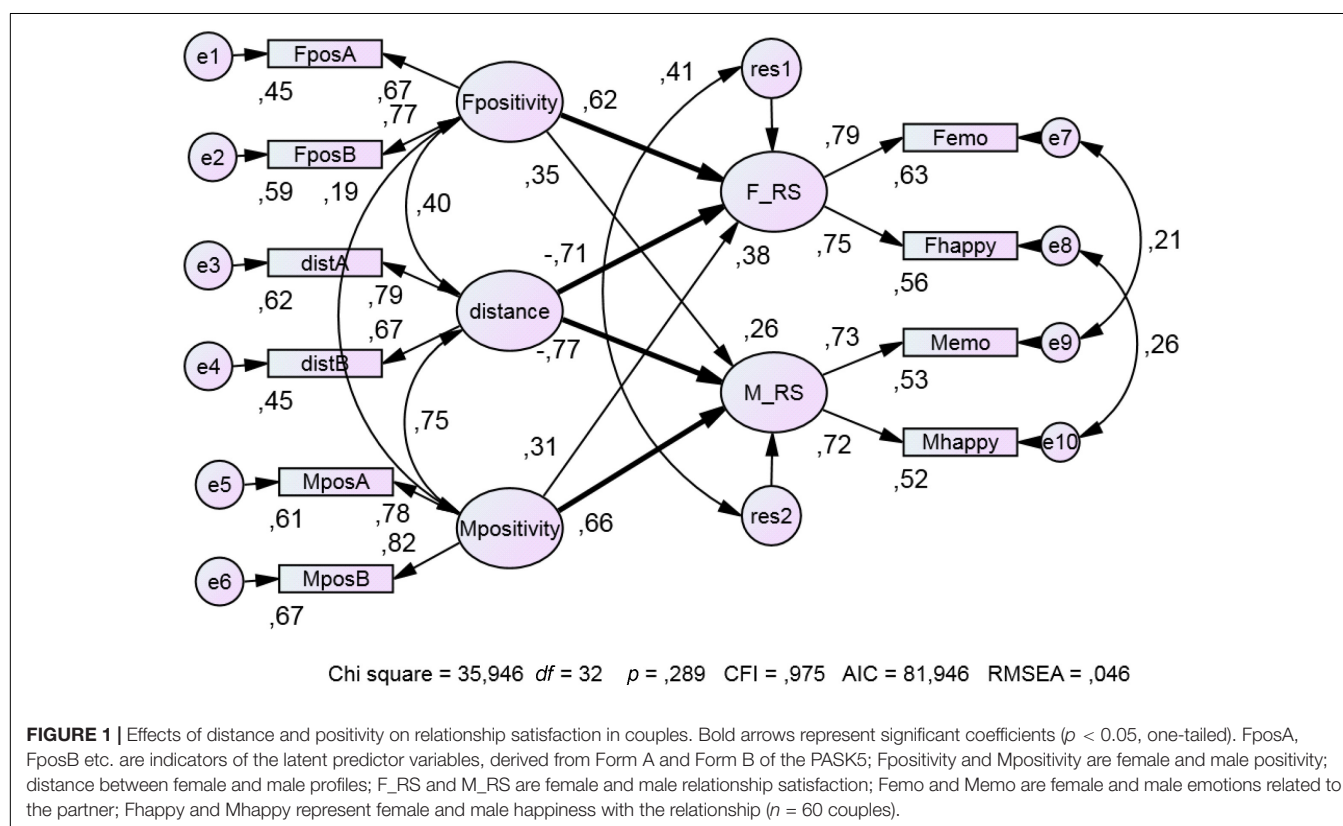 e1 FposA ,45 ,67
e2 FposB ,59 ,77
,19
Fpositivity
,40
e3 distA ,62 ,79
e4 distB ,45 ,67
distance
,75
e5 MposA ,61 ,78
e6 MposB ,67 ,82
Mpositivity
,62
,35
-,71
-,77
,31
,66
,41
res1
F_RS
,38
,26
M_RS
res2
,79
Femo ,63 e7
,75
Fhappy ,56 e8
,73
Memo ,53 e9
,72
Mhappy ,52 e10
,21
,26
Chi square = 35,946 df = 32 p = ,289 CFI = ,975 AIC = 81,946 RMSEA = ,046
FIGURE 1 | Effects of distance and positivity on relationship satisfaction in couples. Bold arrows represent significant coefficients (p < 0.05, one-tailed). FposA,
FposB etc. are indicators of the latent predictor variables, derived from Form A and Form B of the PASK5; Fpositivity and Mpositivity are female and male positivity;
distance between female and male profiles; F_RS and M_RS are female and male relationship satisfaction; Femo and Memo are female and male emotions related to
the partner; Fhappy and Mhappy represent female and male happiness with the relationship (n = 60 couples).